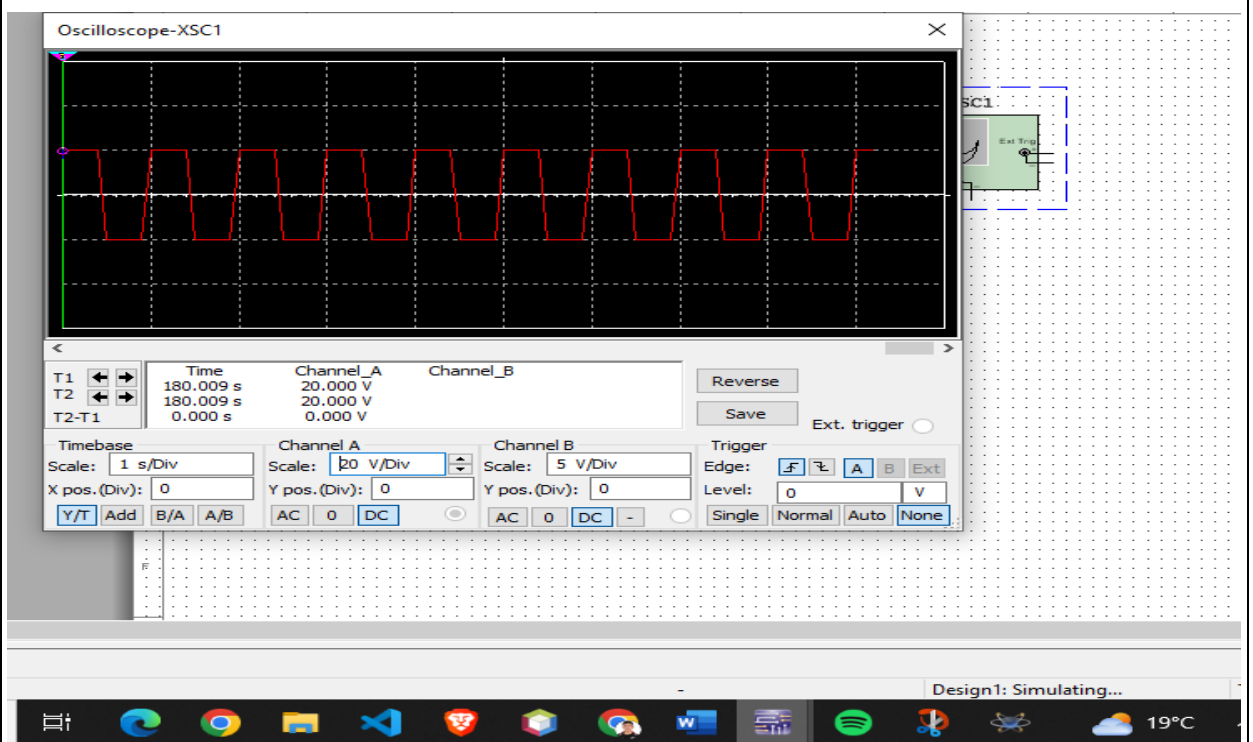 Oscilloscope-XSC1
SC1
Ext Trig
Time Channel_A Channel_B
T1 180.009 s 20.000 V
T2 180.009 s 20.000 V
T2-T1 0.000 s 0.000 V
Reverse
Save
Ext. trigger
Timebase Channel A Channel B Trigger
Scale: 1 s/Div Scale: 20 V/Div Scale: 5 V/Div Edge: A B Ext
X pos.(Div): 0 Y pos.(Div): 0 Y pos.(Div): 0 Level: 0 V
Y/T Add B/A A/B AC 0 DC AC 0 DC - Single Normal Auto None
Design1: Simulating...
19°C